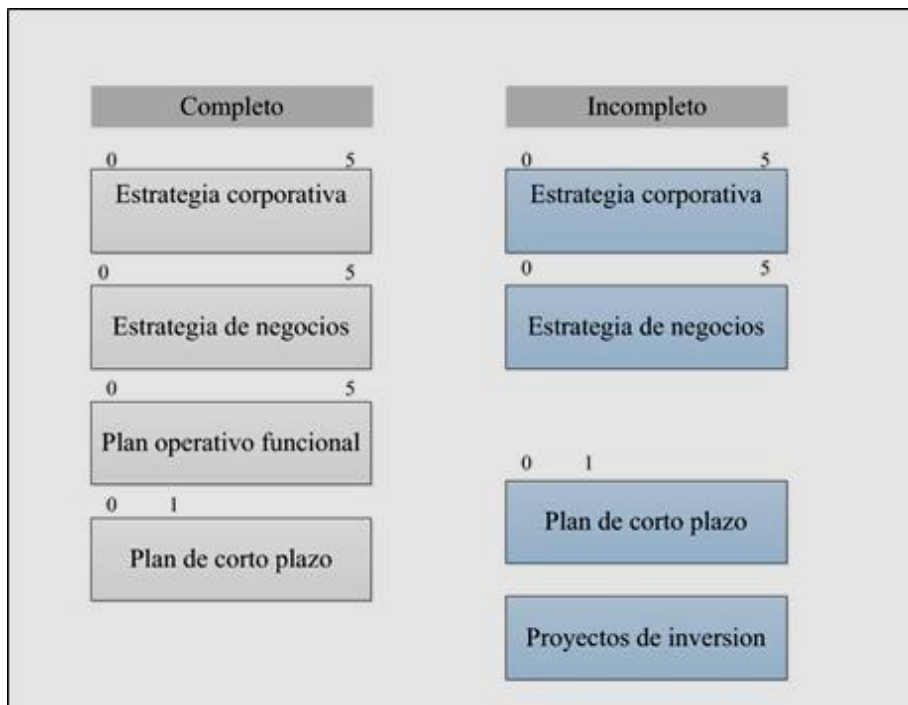 Completo
0 5
Estrategia corporativa
0 5
Estrategia de negocios
0 5
Plan operativo funcional
0 1
Plan de corto plazo
Incompleto
0 5
Estrategia corporativa
0 5
Estrategia de negocios
0 1
Plan de corto plazo
Proyectos de inversion